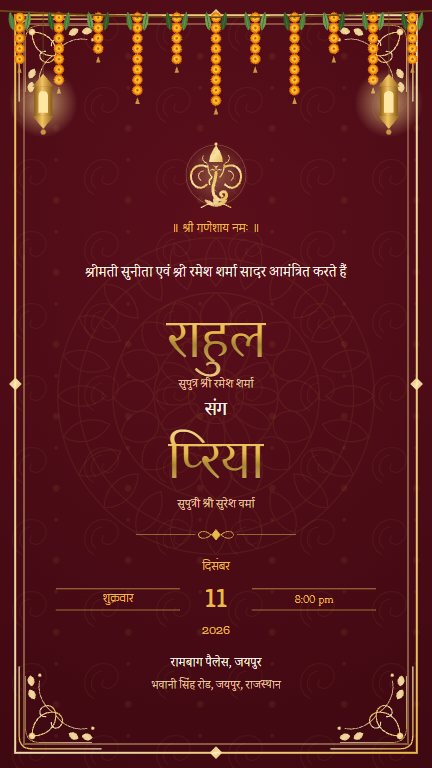 ॥ श्री गणेशाय नमः ॥
श्रीमती सुनीता एवं श्री रमेश शर्मा सादर आमंत्रित करते हैं
राहुल
सुपुत्र श्री रमेश शर्मा
संग
प्रिया
सुपुत्री श्री सुरेश वर्मा
दिसंबर
शुक्रवार 11 8:00 pm
2026
रामबाग पैलेस, जयपुर
भवानी सिंह रोड, जयपुर, राजस्थान